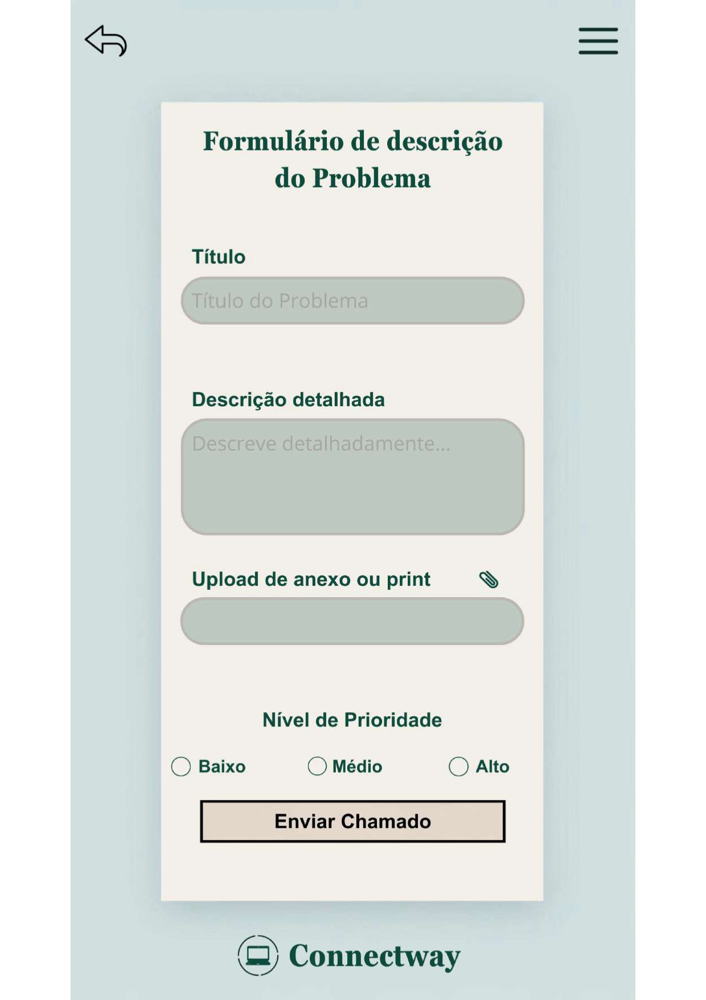 Formulário de descrição
do Problema
Título
Título do Problema
Descrição detalhada
Descreve detalhadamente...
Upload de anexo ou print
Nível de Prioridade
Baixo Médio Alto
Enviar Chamado
Connectway